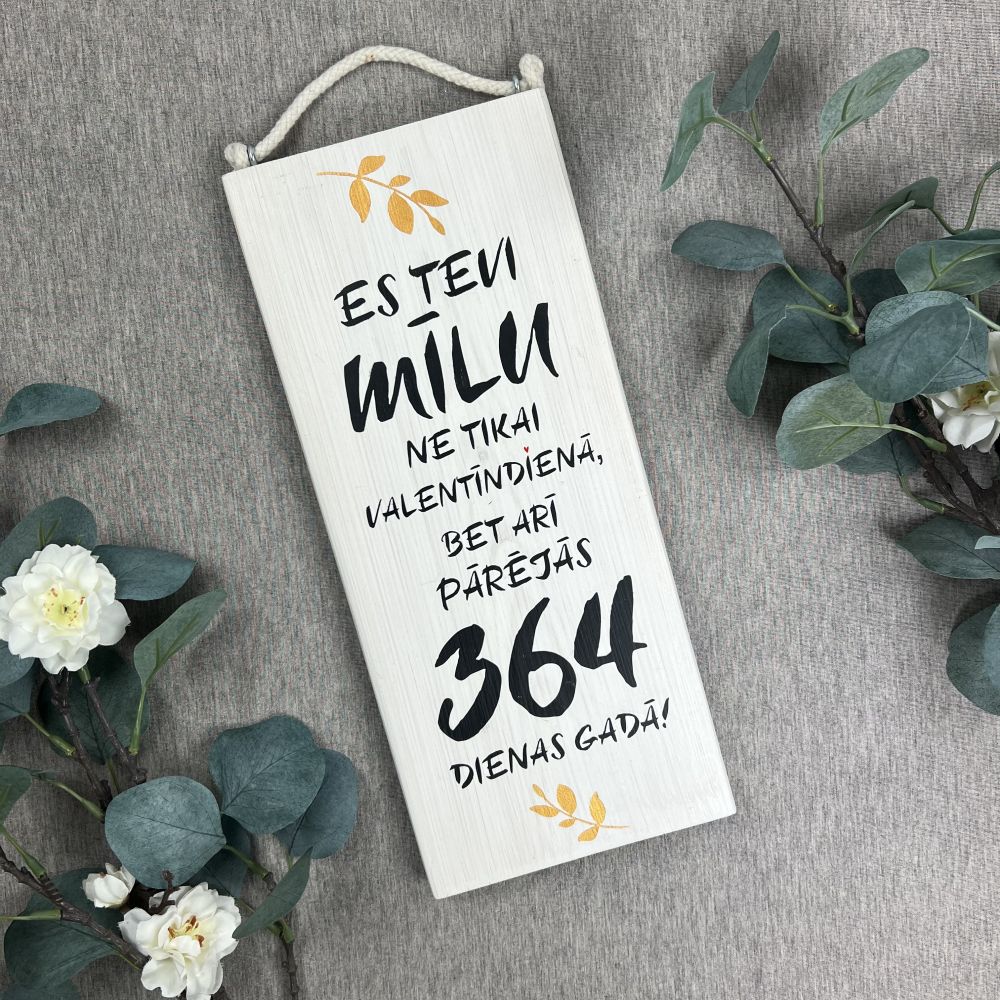 ES TEVI
MĪLU
NE TIKAI
VALENTĪNDIENĀ,
BET ARĪ
PĀRĒJĀS
364
DIENAS GADĀ!